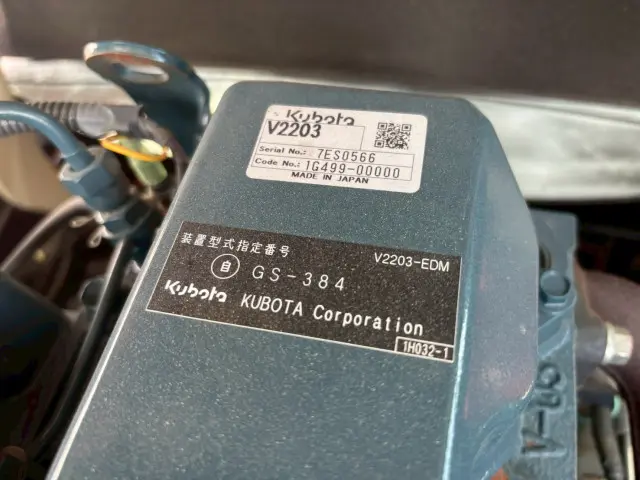 Kubota
V2203
Serial No.: 7ES0566
Code No.: 1G499-00000
MADE IN JAPAN
装置型式指定番号 V2203-EDM
自 GS-384
Kubota KUBOTA Corporation
1H032-1